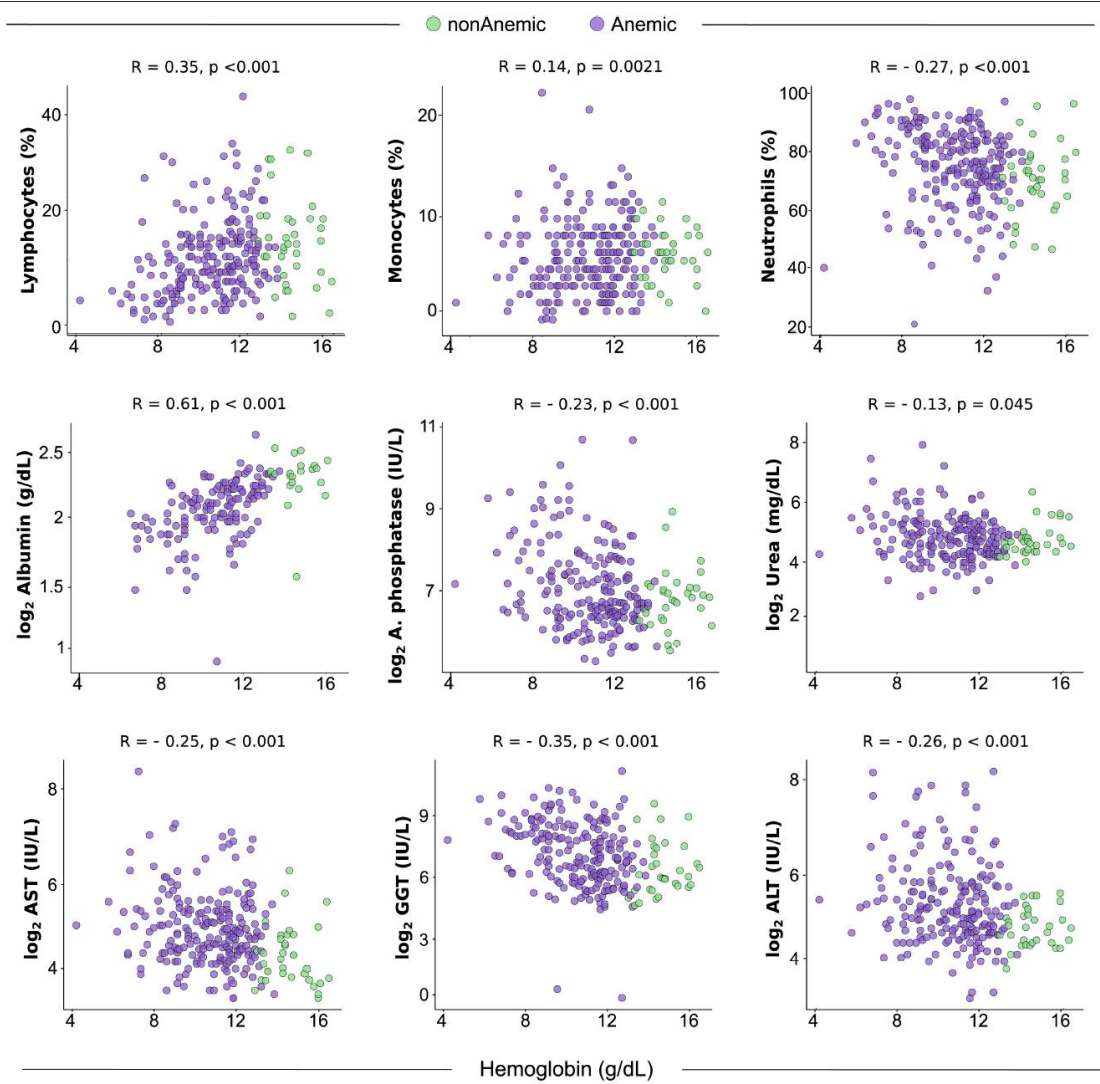 nonAnemic Anemic
R = 0.35, p <0.001
Lymphocytes (%)
40
20
0
4 8 12 16
R = 0.14, p = 0.0021
Monocytes (%)
20
10
0
4 8 12 16
R = - 0.27, p <0.001
Neutrophils (%)
100
80
60
40
20
4 8 12 16
R = 0.61, p < 0.001
log₂ Albumin (g/dL)
2.5
2
1.5
1
4 8 12 16
R = - 0.23, p < 0.001
log₂ A. phosphatase (IU/L)
11
9
7
4 8 12 16
R = - 0.13, p = 0.045
log₂ Urea (mg/dL)
8
6
4
2
4 8 12 16
R = - 0.25, p < 0.001
log₂ AST (IU/L)
8
6
4
4 8 12 16
R = - 0.35, p < 0.001
log₂ GGT (IU/L)
9
6
3
0
4 8 12 16
R = - 0.26, p < 0.001
log₂ ALT (IU/L)
8
6
4
4 8 12 16
Hemoglobin (g/dL)